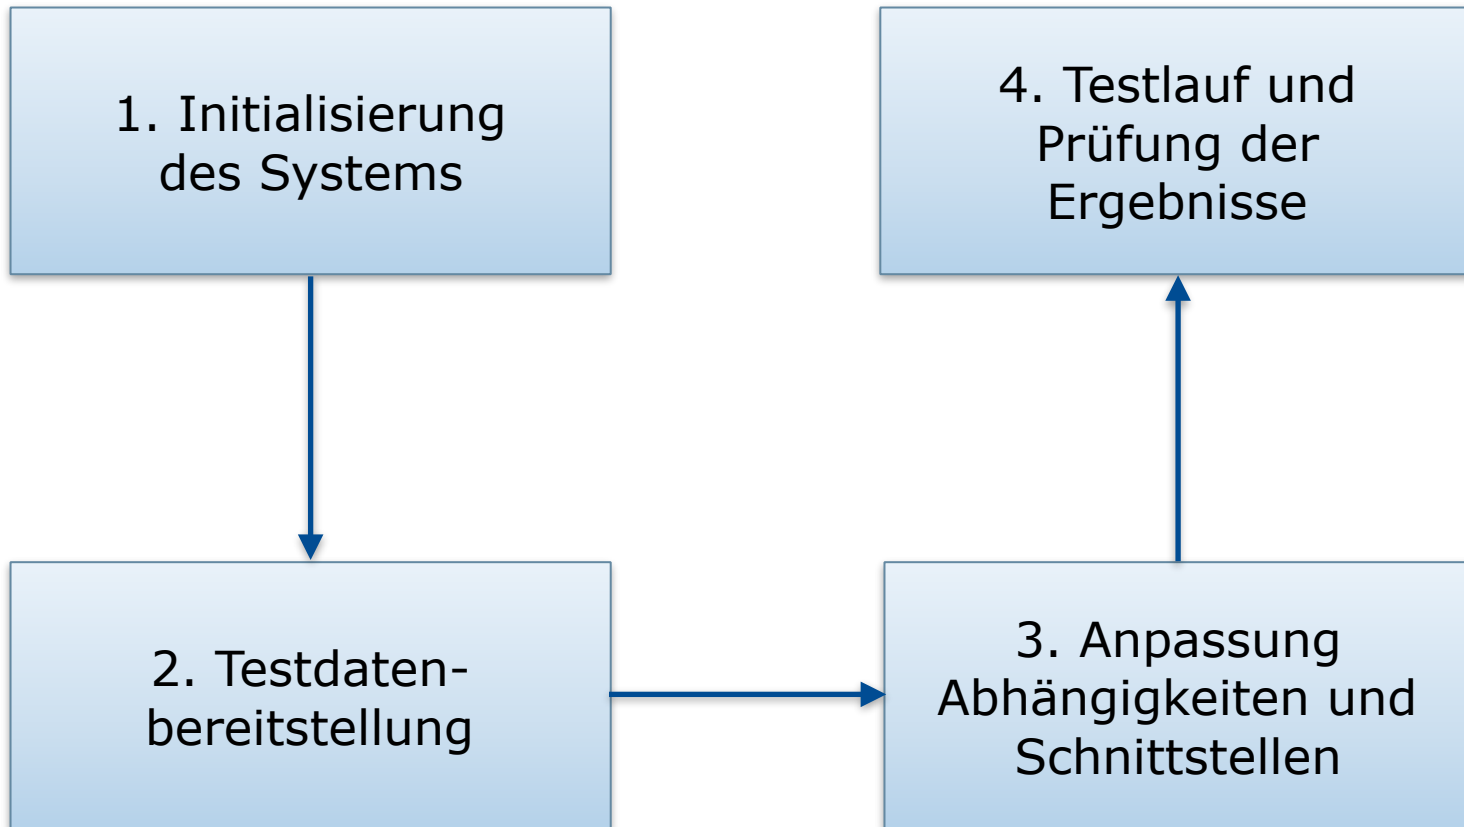 1. Initialisierung
des Systems
2. Testdaten-
bereitstellung
3. Anpassung
Abhängigkeiten und
Schnittstellen
4. Testlauf und
Prüfung der
Ergebnisse